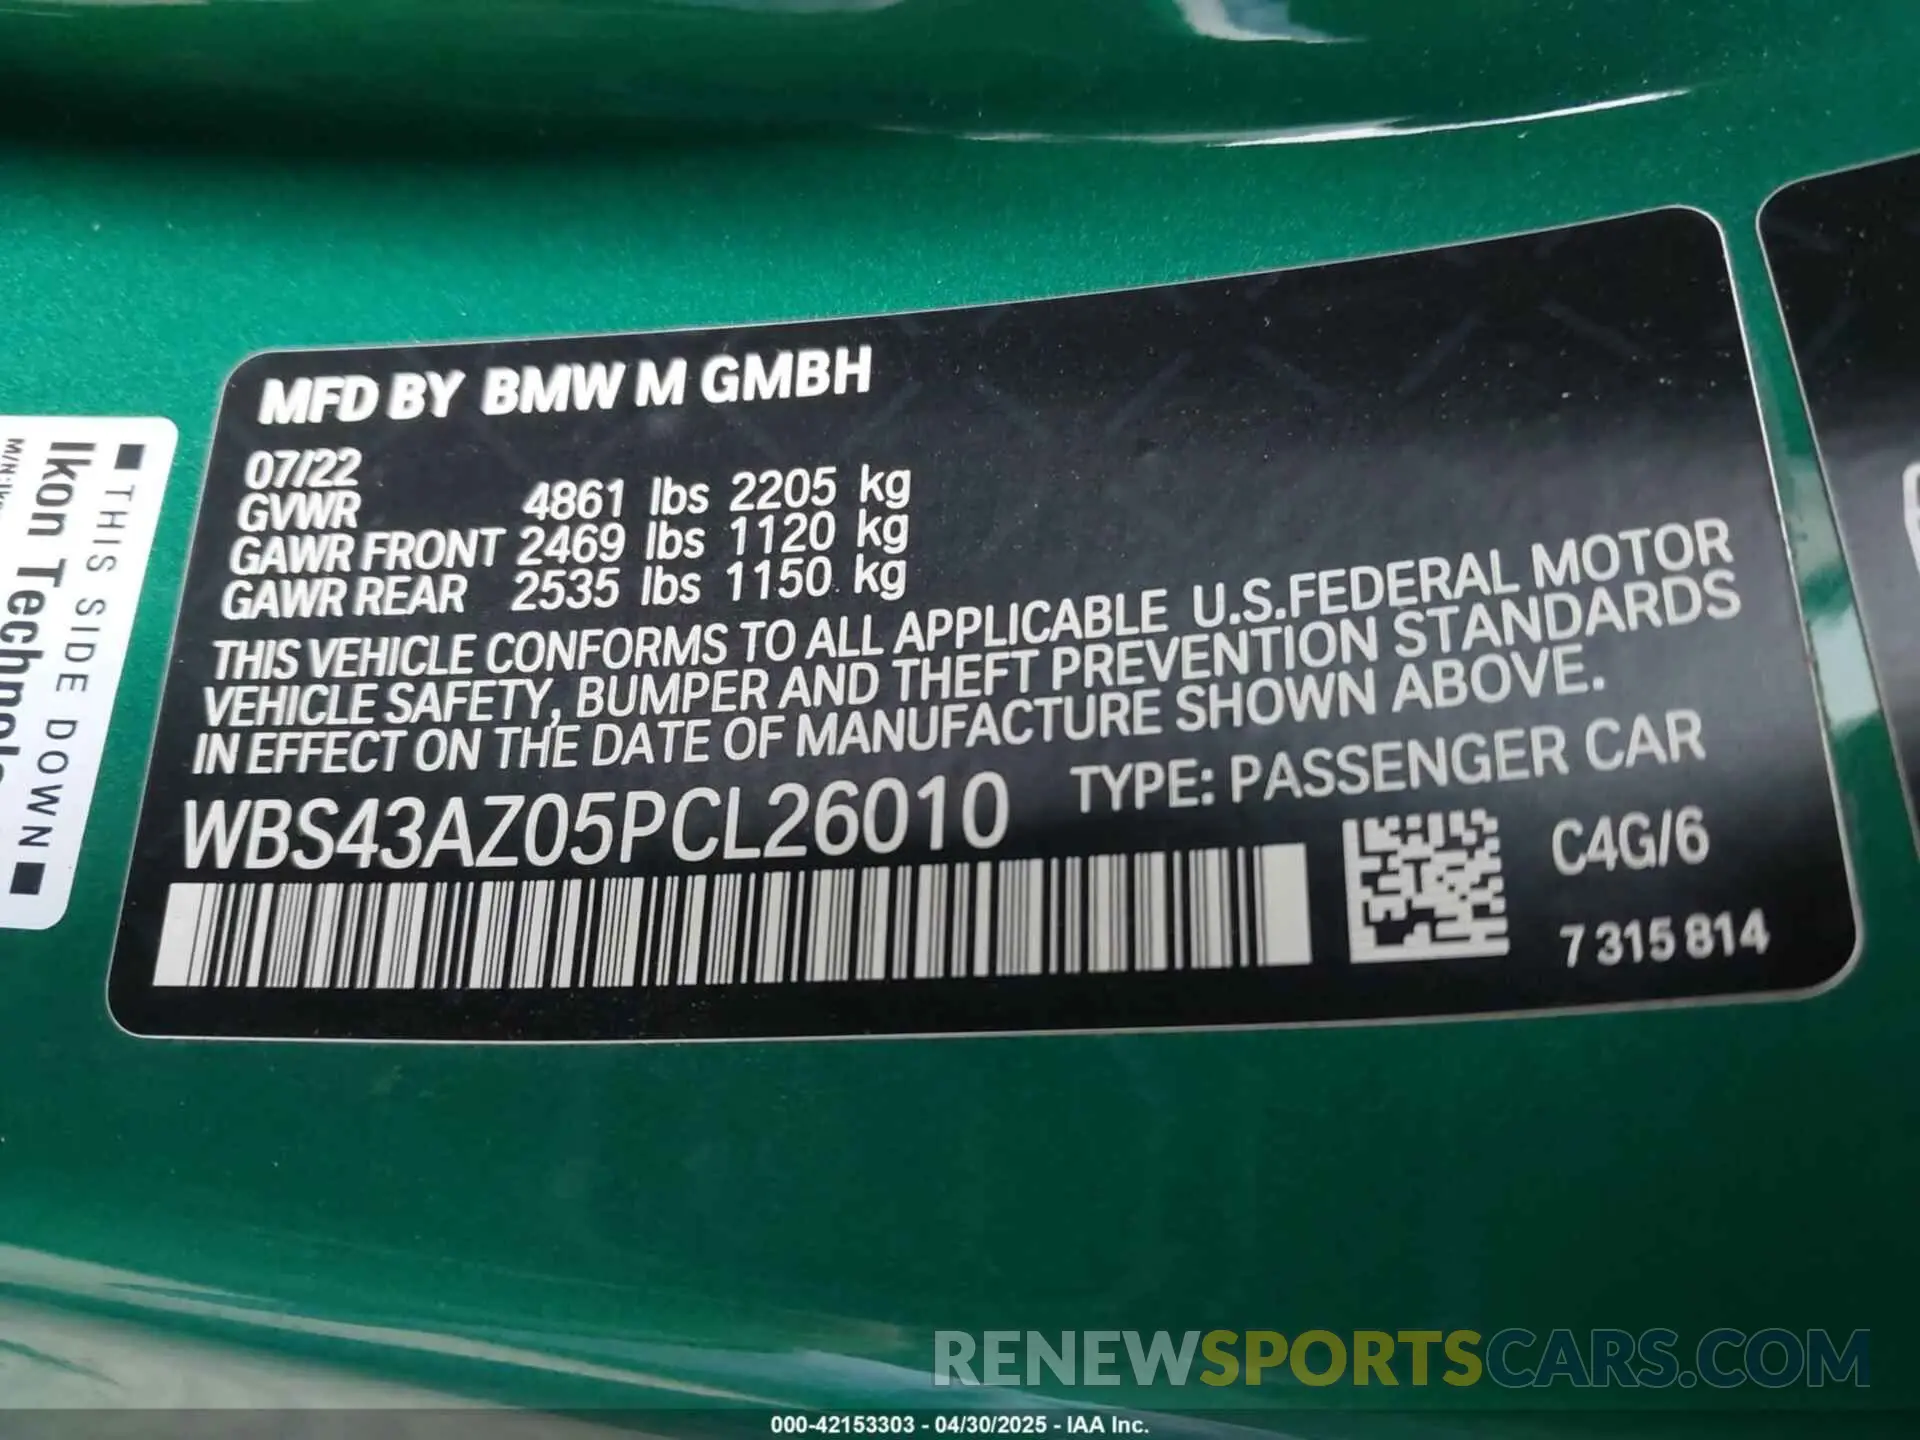 MFD BY BMW M GMBH
07/22
GVWR 4861 lbs 2205 kg
GAWR FRONT 2469 lbs 1120 kg
GAWR REAR 2535 lbs 1150 kg
THIS VEHICLE CONFORMS TO ALL APPLICABLE U.S.FEDERAL MOTOR
VEHICLE SAFETY, BUMPER AND THEFT PREVENTION STANDARDS
IN EFFECT ON THE DATE OF MANUFACTURE SHOWN ABOVE.
WBS43AZ05PCL26010 TYPE: PASSENGER CAR
C4G/6
7 315 814
THIS SIDE DOWN
Ikon
RENEWSPORTSCARS.COM
000-42153303 - 04/30/2025 - IAA Inc.